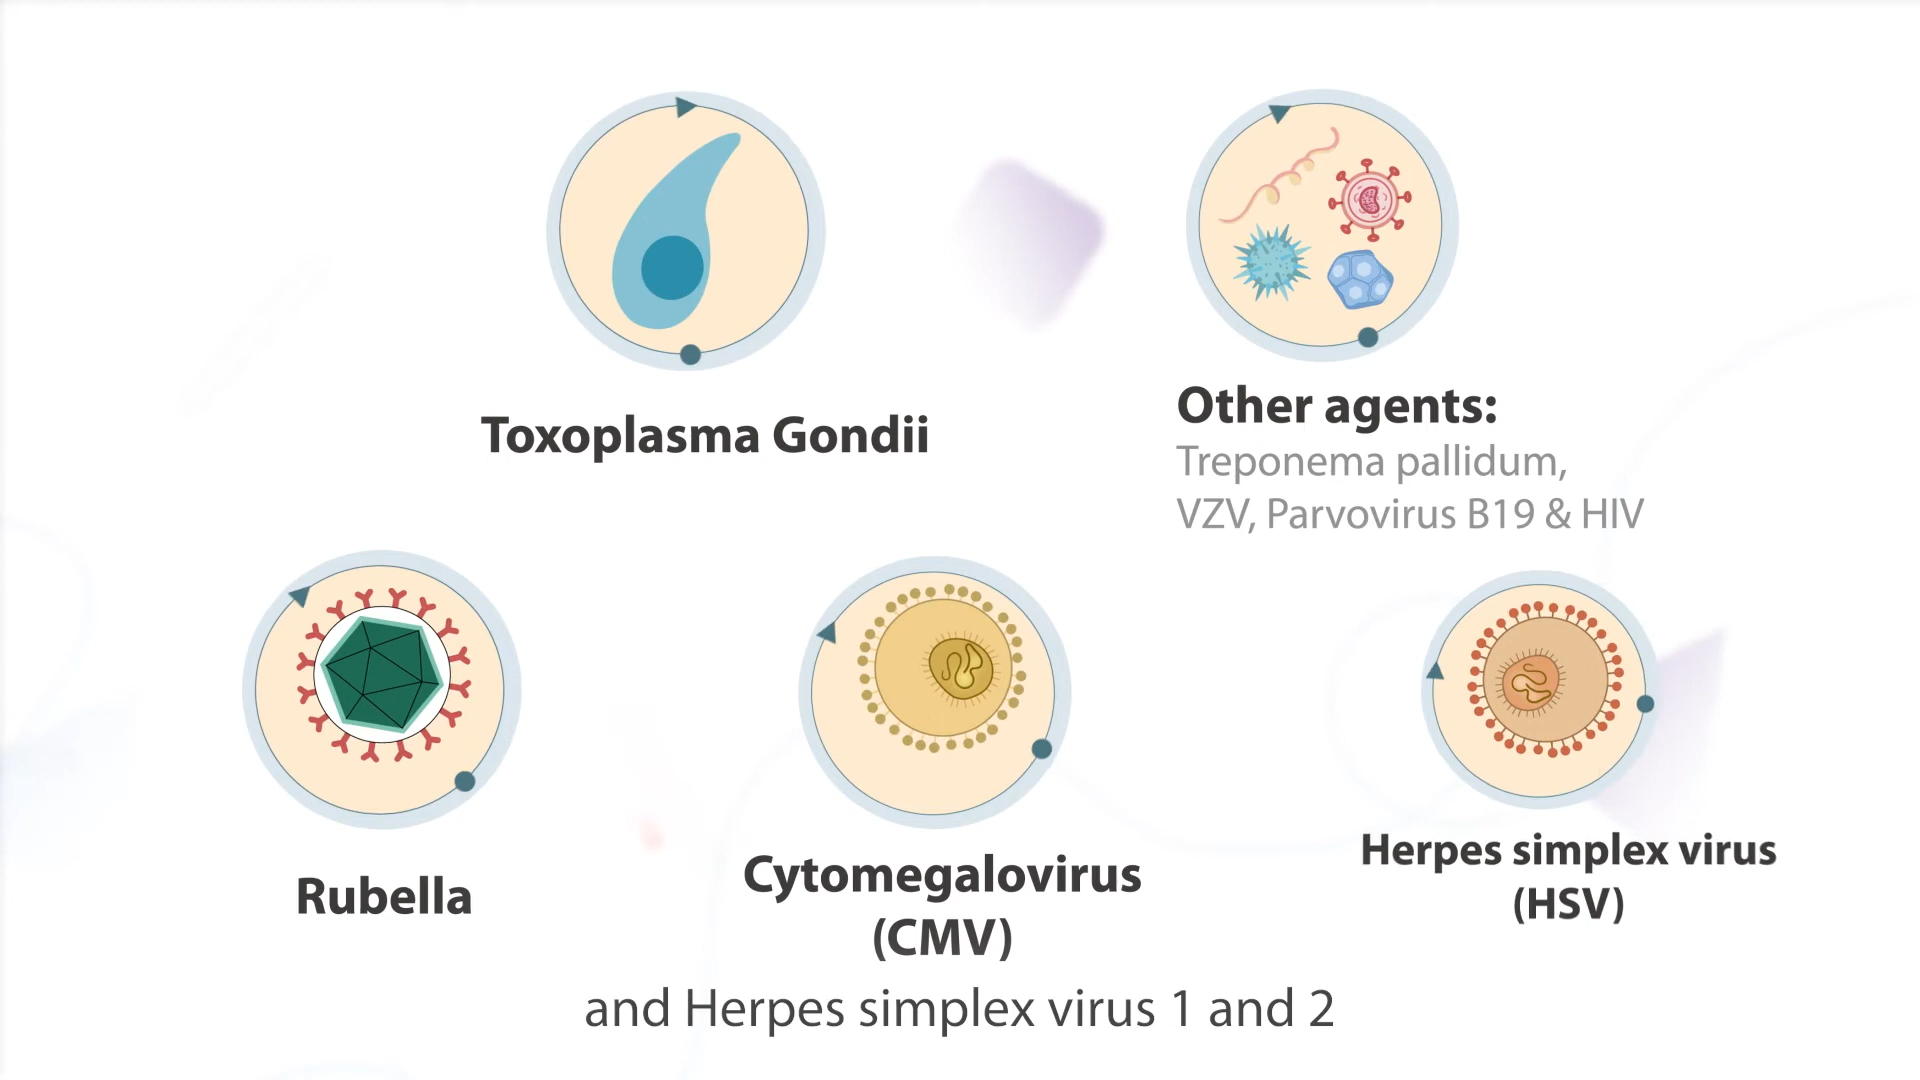 Toxoplasma Gondii
Other agents:
Treponema pallidum,
VZV, Parvovirus B19 & HIV
Rubella
Cytomegalovirus
(CMV)
Herpes simplex virus
(HSV)
and Herpes simplex virus 1 and 2